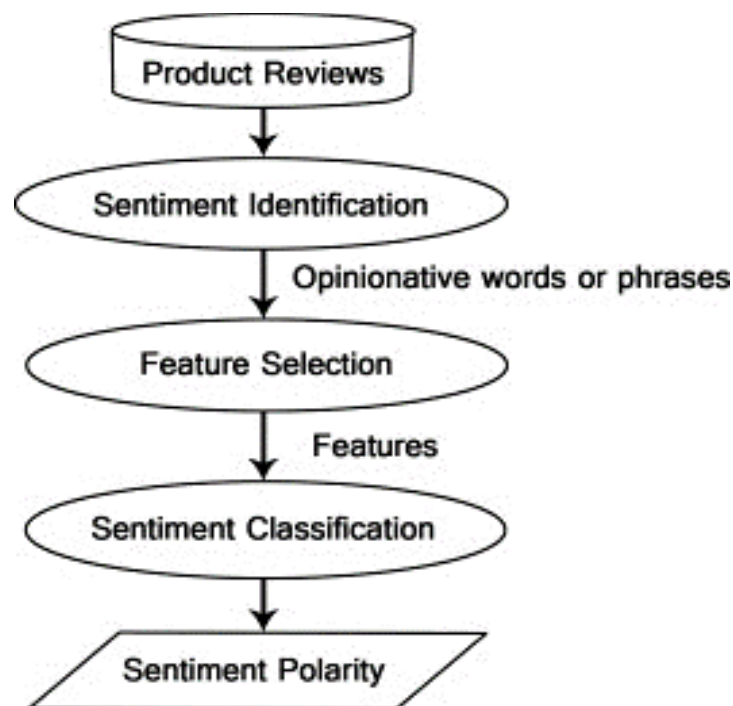 Product Reviews
Sentiment Identification
Opinionative words or phrases
Feature Selection
Features
Sentiment Classification
Sentiment Polarity